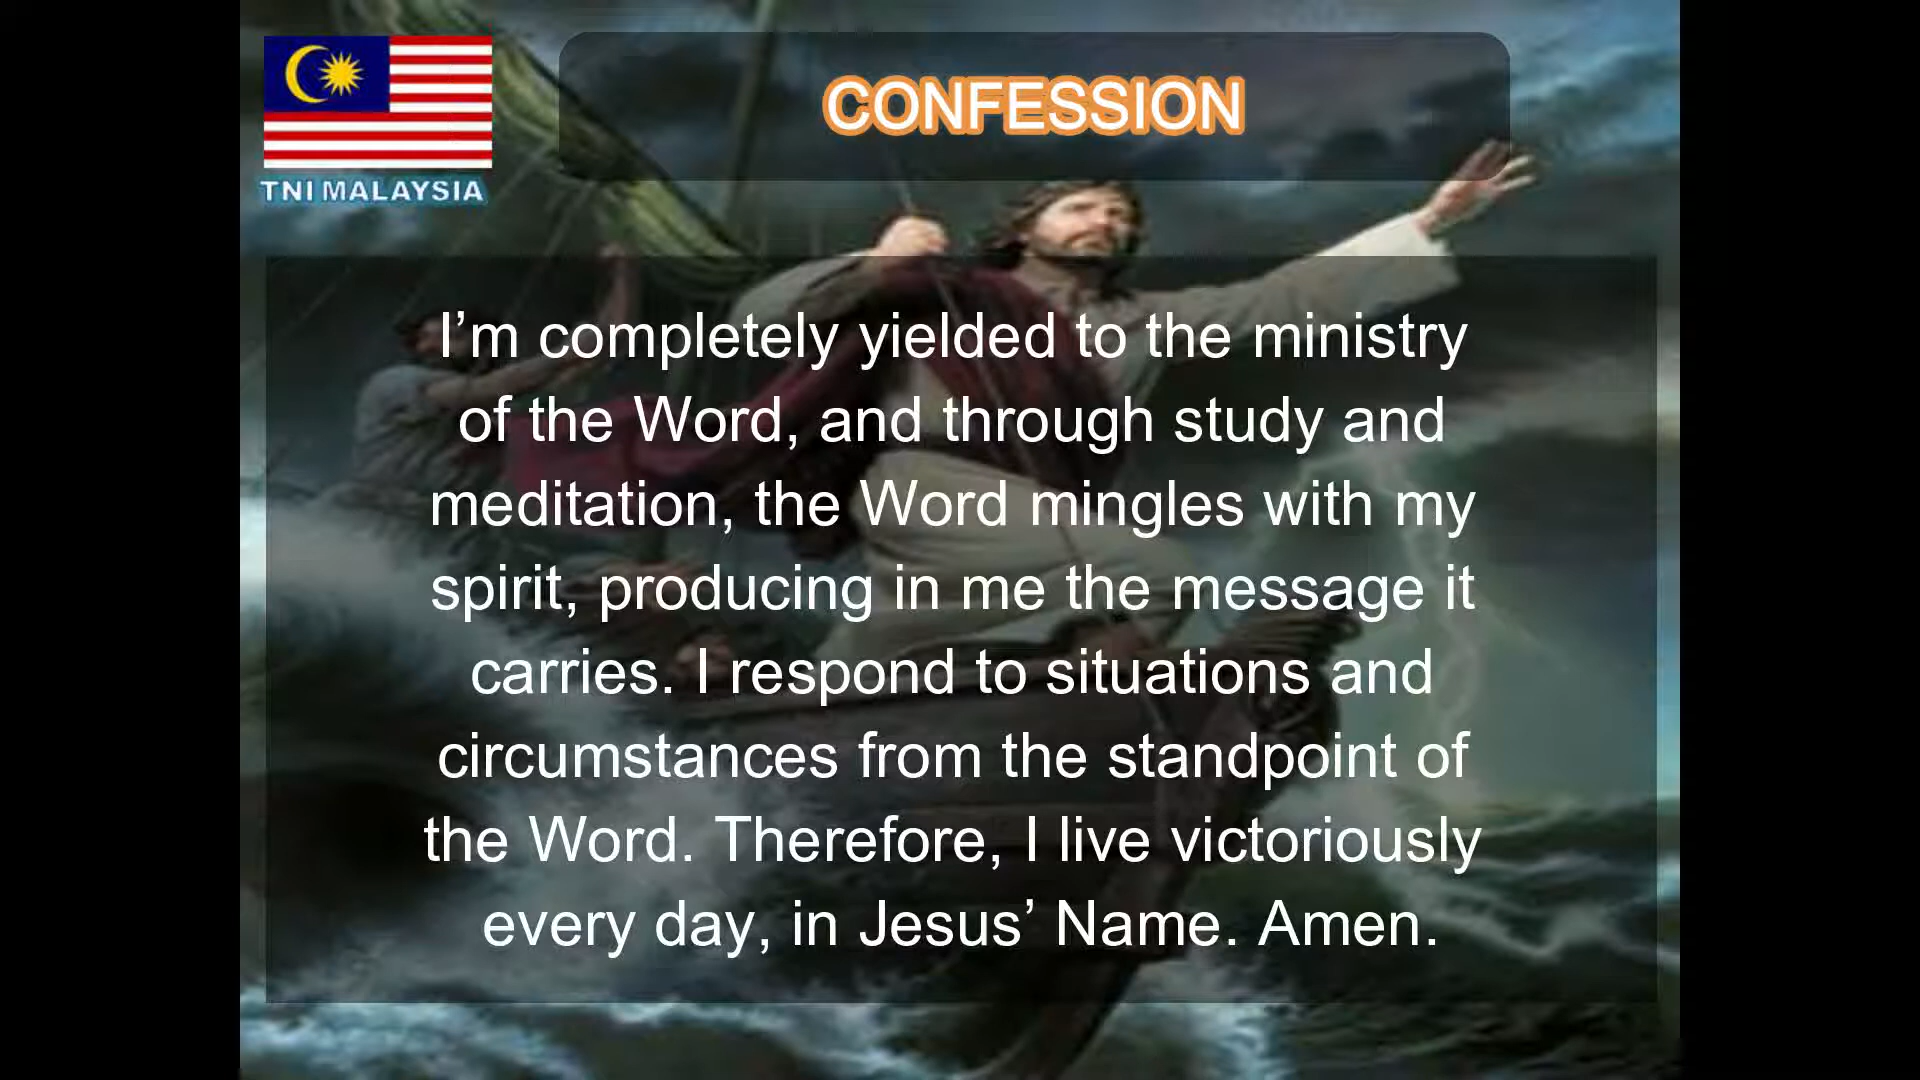 CONFESSION
TNI MALAYSIA
I’m completely yielded to the ministry
of the Word, and through study and
meditation, the Word mingles with my
spirit, producing in me the message it
carries. I respond to situations and
circumstances from the standpoint of
the Word. Therefore, I live victoriously
every day, in Jesus’ Name. Amen.